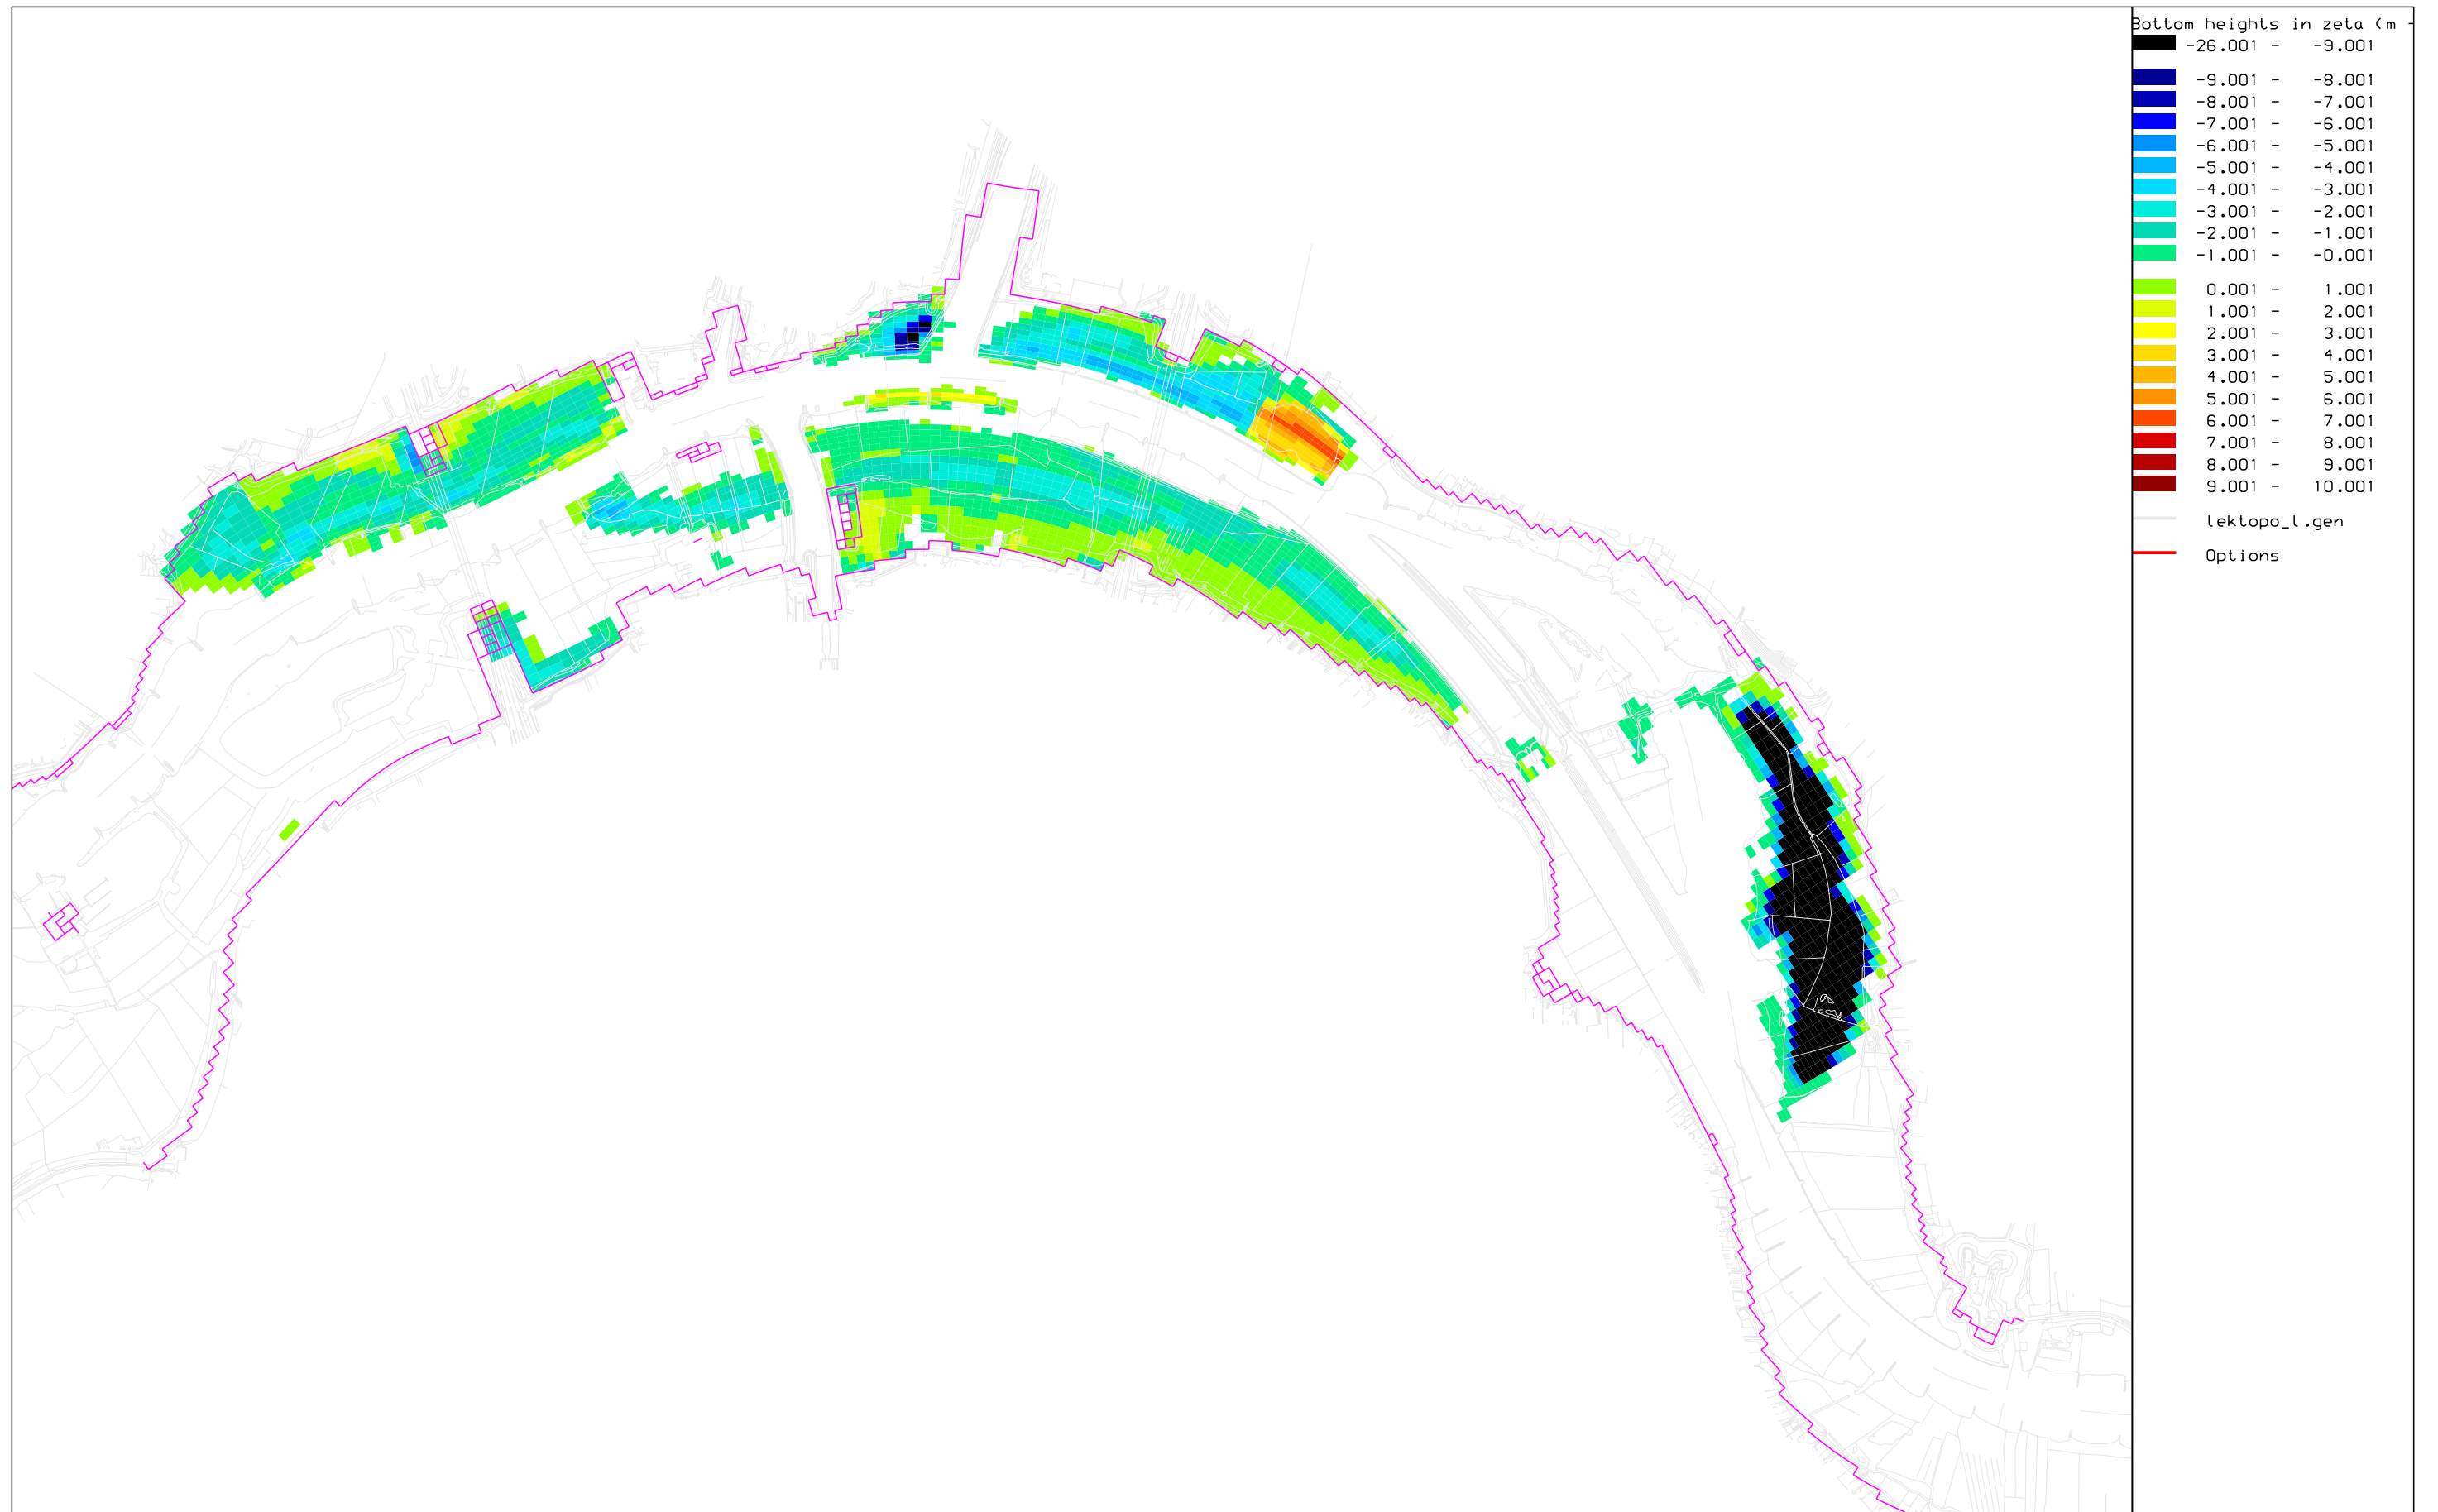 Bottom heights in zeta (m -
-26.001 - -9.001
-9.001 - -8.001
-8.001 - -7.001
-7.001 - -6.001
-6.001 - -5.001
-5.001 - -4.001
-4.001 - -3.001
-3.001 - -2.001
-2.001 - -1.001
-1.001 - -0.001
0.001 - 1.001
1.001 - 2.001
2.001 - 3.001
3.001 - 4.001
4.001 - 5.001
5.001 - 6.001
6.001 - 7.001
7.001 - 8.001
8.001 - 9.001
9.001 - 10.001
lektopo_l.gen
Options